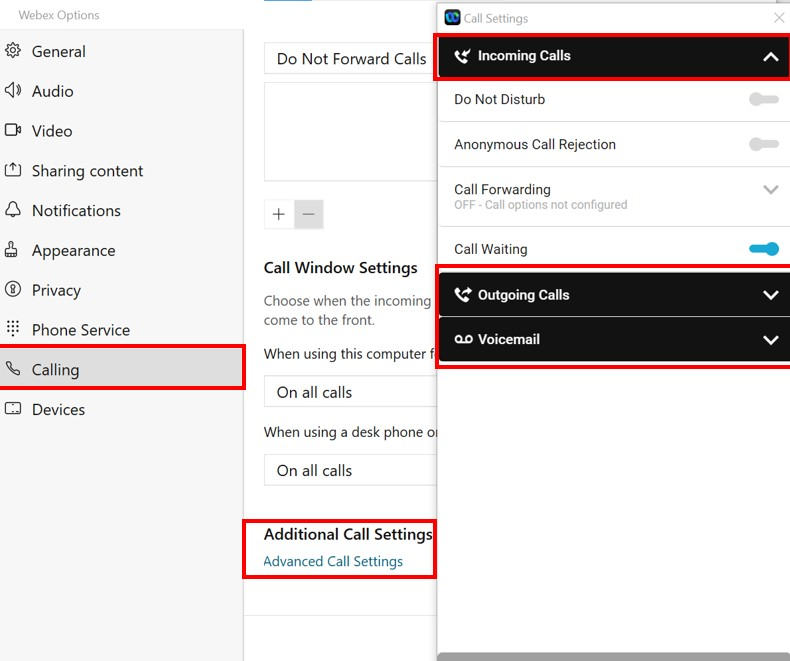 Webex Options
General
Audio
Video
Sharing content
Notifications
Appearance
Privacy
Phone Service
Calling
Devices
Do Not Forward Calls
Call Window Settings
Choose when the incoming
come to the front.
When using this computer
On all calls
When using a desk phone
On all calls
Additional Call Settings
Advanced Call Settings
Call Settings
Incoming Calls
Do Not Disturb
Anonymous Call Rejection
Call Forwarding
OFF - Call options not configured
Call Waiting
Outgoing Calls
Voicemail